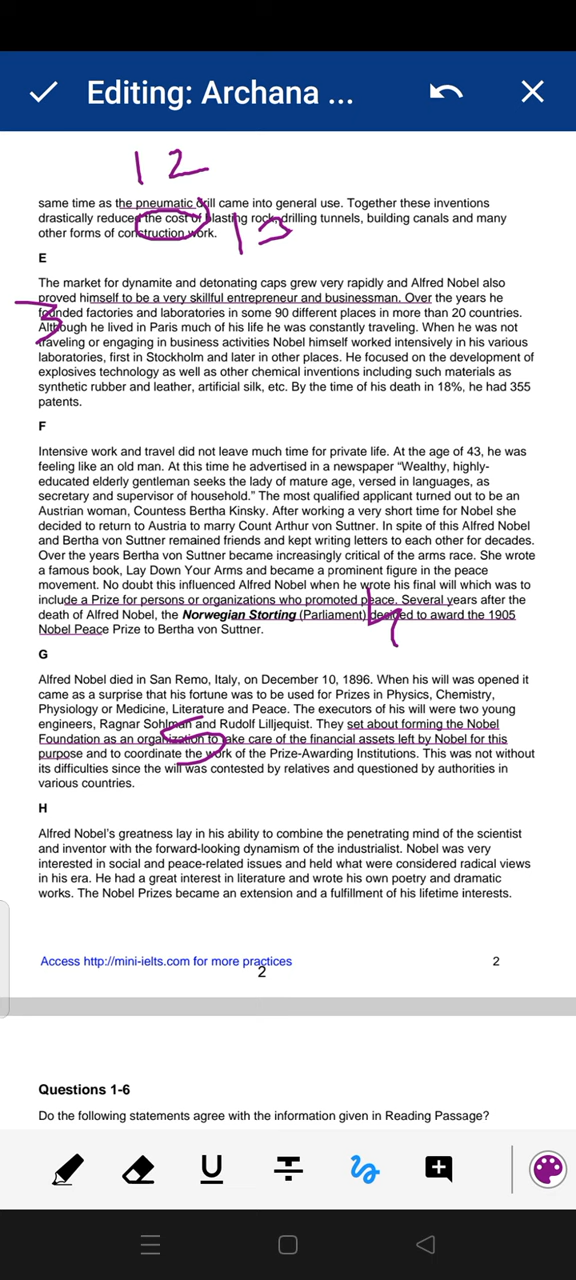 Editing: Archana ...
12
same time as the pneumatic drill came into general use. Together these inventions
drastically reduced the cost of blasting rock, drilling tunnels, building canals and many
other forms of construction work.
13
E
The market for dynamite and detonating caps grew very rapidly and Alfred Nobel also
proved himself to be a very skillful entrepreneur and businessman. Over the years he
founded factories and laboratories in some 90 different places in more than 20 countries.
3
Although he lived in Paris much of his life he was constantly traveling. When he was not
traveling or engaging in business activities Nobel himself worked intensively in his various
laboratories, first in Stockholm and later in other places. He focused on the development of
explosives technology as well as other chemical inventions including such materials as
synthetic rubber and leather, artificial silk, etc. By the time of his death in 18%, he had 355
patents.
F
Intensive work and travel did not leave much time for private life. At the age of 43, he was
feeling like an old man. At this time he advertised in a newspaper “Wealthy, highly-
educated elderly gentleman seeks the lady of mature age, versed in languages, as
secretary and supervisor of household.” The most qualified applicant turned out to be an
Austrian woman, Countess Bertha Kinsky. After working a very short time for Nobel she
decided to return to Austria to marry Count Arthur von Suttner. In spite of this Alfred Nobel
and Bertha von Suttner remained friends and kept writing letters to each other for decades.
Over the years Bertha von Suttner became increasingly critical of the arms race. She wrote
a famous book, Lay Down Your Arms and became a prominent figure in the peace
movement. No doubt this influenced Alfred Nobel when he wrote his final will which was to
include a Prize for persons or organizations who promoted peace. Several years after the
death of Alfred Nobel, the Norwegian Storting (Parliament) decided to award the 1905
4
Nobel Peace Prize to Bertha von Suttner.
G
Alfred Nobel died in San Remo, Italy, on December 10, 1896. When his will was opened it
came as a surprise that his fortune was to be used for Prizes in Physics, Chemistry,
Physiology or Medicine, Literature and Peace. The executors of his will were two young
engineers, Ragnar Sohlman and Rudolf Lilljequist. They set about forming the Nobel
Foundation as an organization to take care of the financial assets left by Nobel for this
5
purpose and to coordinate the work of the Prize-Awarding Institutions. This was not without
its difficulties since the will was contested by relatives and questioned by authorities in
various countries.
H
Alfred Nobel’s greatness lay in his ability to combine the penetrating mind of the scientist
and inventor with the forward-looking dynamism of the industrialist. Nobel was very
interested in social and peace-related issues and held what were considered radical views
in his era. He had a great interest in literature and wrote his own poetry and dramatic
works. The Nobel Prizes became an extension and a fulfillment of his lifetime interests.
Access http://mini-ielts.com for more practices
2
2
Questions 1-6
Do the following statements agree with the information given in Reading Passage?